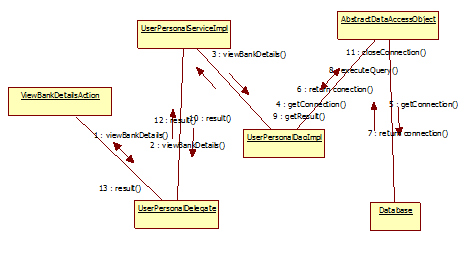 AbstractDataAccessObject
UserPersonalServiceImpl
11 : closeConnection()
3 : viewBankDetails()
8 : executeQuery()
6 : return connection()
ViewBankDetailsAction
4 : getConnection()
5 : getConnection()
9 : getResult()
12 : result()
10 : result()
1 : viewBankDetails()
7 : return connection()
UserPersonalDaoImpl
2 : viewBankDetails()
13 : result()
UserPersonalDelegate
Database